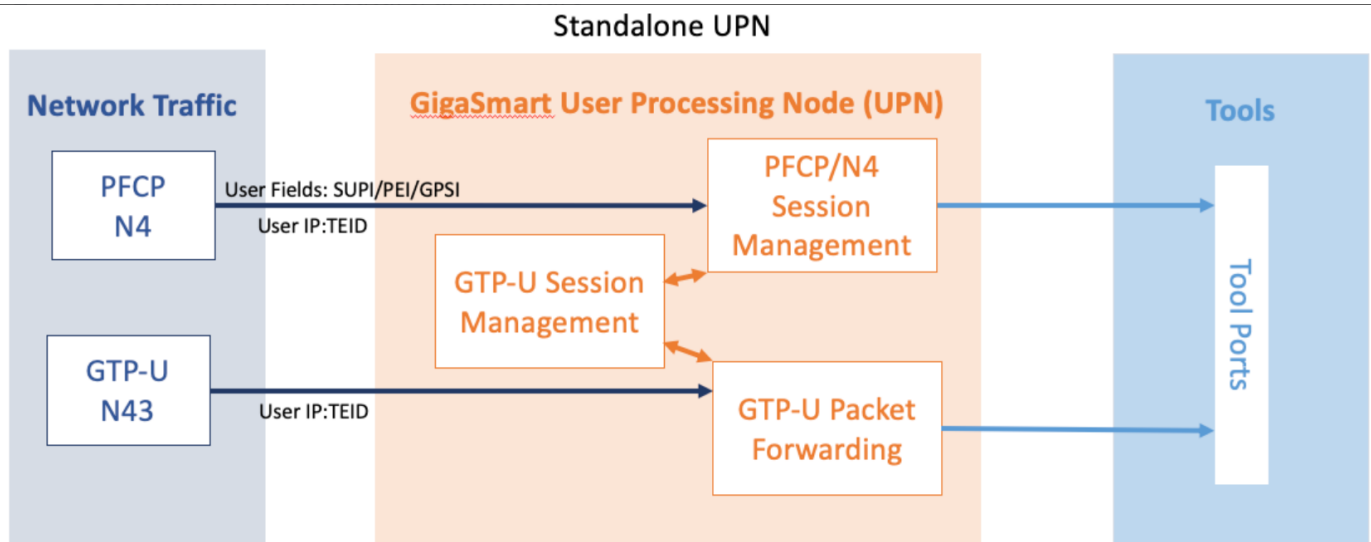 Standalone UPN
Network Traffic
GigaSmart User Processing Node (UPN)
Tools
PFCP
N4
User Fields: SUPI/PEI/GPSI
User IP:TEID
PFCP/N4
Session
Management
GTP-U Session
Management
GTP-U
N43
User IP:TEID
GTP-U Packet
Forwarding
Tool Ports